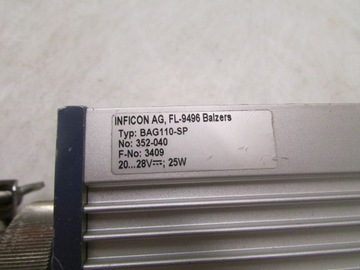 INFICON AG, FL-9496 Balzers
Typ: BAG110-SP
No: 352-040
F-No: 3409
20...28V⎓; 25W